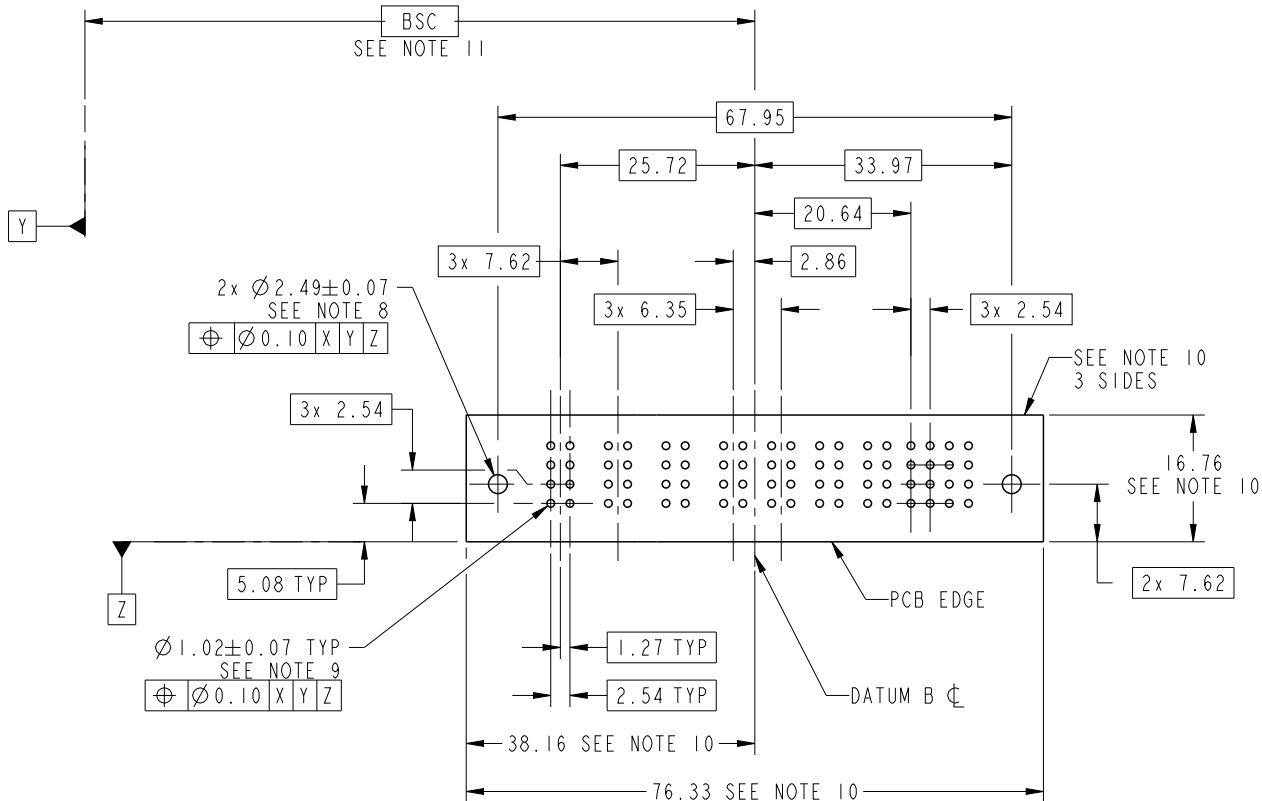 BSC
SEE NOTE 11
67.95
25.72
33.97
Y
20.64
3x 7.62
2.86
2x Ø2.49±0.07
SEE NOTE 8
⌖ Ø0.10 X Y Z
3x 6.35
3x 2.54
SEE NOTE 10
3 SIDES
3x 2.54
16.76
SEE NOTE 10
5.08 TYP
2x 7.62
Z
PCB EDGE
Ø1.02±0.07 TYP
SEE NOTE 9
⌖ Ø0.10 X Y Z
1.27 TYP
2.54 TYP
DATUM B ℄
38.16 SEE NOTE 10
76.33 SEE NOTE 10